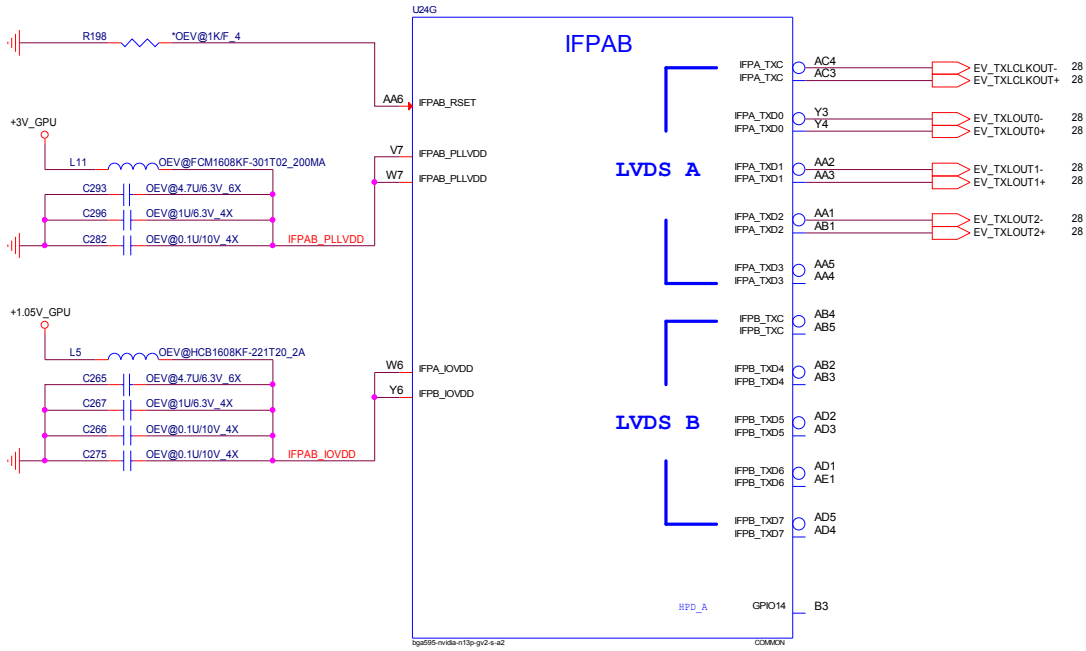 U24G
IFPAB
R198 *OEV@1K/F_4
AA6 IFPAB_RSET
+3V_GPU
L11 OEV@FCM1608KF-301T02_200MA
C293 OEV@4.7U/6.3V_6X
C296 OEV@1U/6.3V_4X
C282 OEV@0.1U/10V_4X
IFPAB_PLLVDD
V7 IFPAB_PLLVDD
W7 IFPAB_PLLVDD
+1.05V_GPU
L5 OEV@HCB1608KF-221T20_2A
C265 OEV@4.7U/6.3V_6X
C267 OEV@1U/6.3V_4X
C266 OEV@0.1U/10V_4X
C275 OEV@0.1U/10V_4X
IFPAB_IOVDD
W6 IFPA_IOVDD
Y6 IFPB_IOVDD
LVDS A
LVDS B
IFPA_TXC AC4 EV_TXLCLKOUT- 28
IFPA_TXC AC3 EV_TXLCLKOUT+ 28
IFPA_TXD0 Y3 EV_TXLOUT0- 28
IFPA_TXD0 Y4 EV_TXLOUT0+ 28
IFPA_TXD1 AA2 EV_TXLOUT1- 28
IFPA_TXD1 AA3 EV_TXLOUT1+ 28
IFPA_TXD2 AA1 EV_TXLOUT2- 28
IFPA_TXD2 AB1 EV_TXLOUT2+ 28
IFPA_TXD3 AA5
IFPA_TXD3 AA4
IFPB_TXC AB4
IFPB_TXC AB5
IFPB_TXD4 AB2
IFPB_TXD4 AB3
IFPB_TXD5 AD2
IFPB_TXD5 AD3
IFPB_TXD6 AD1
IFPB_TXD6 AE1
IFPB_TXD7 AD5
IFPB_TXD7 AD4
HPD_A GPIO14 B3
bga595-nvidia-n13p-gv2-s-a2 COMMON